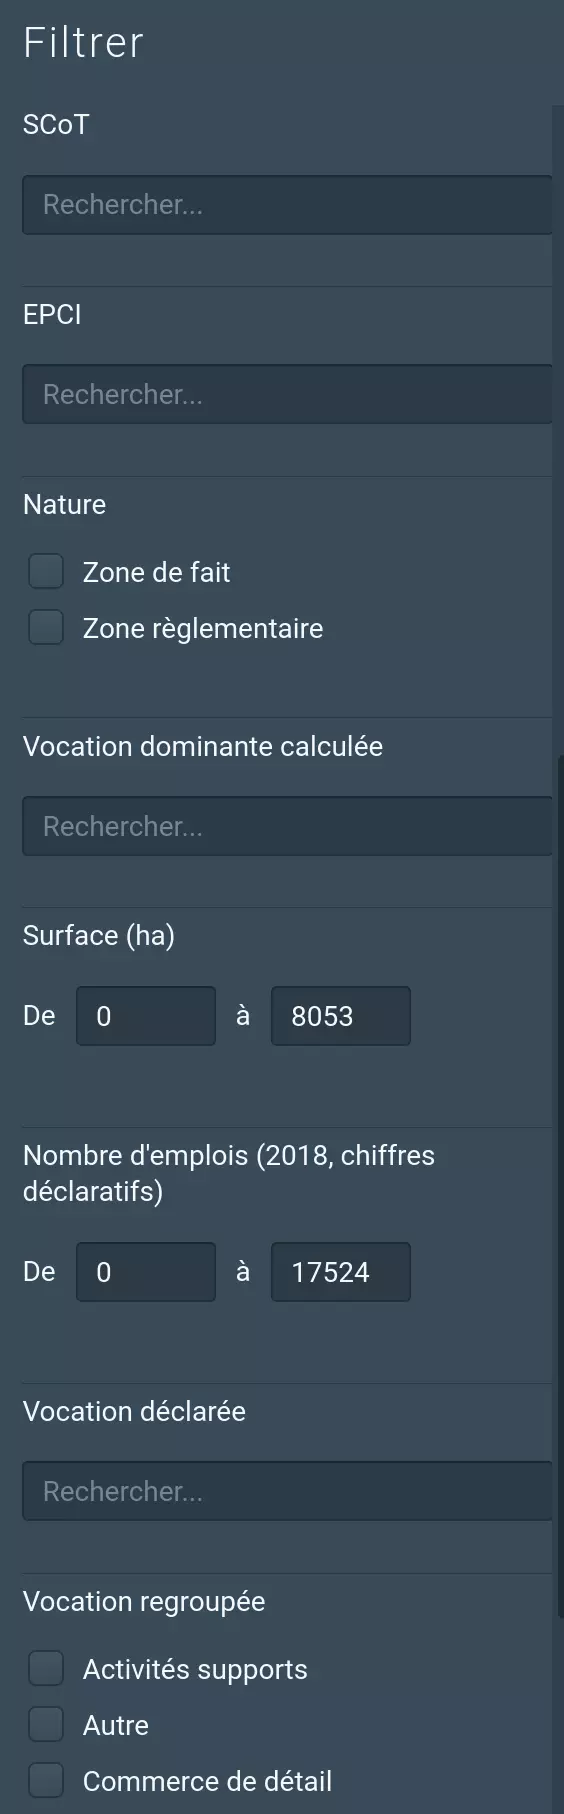 Filtrer
SCoT
Rechercher...
EPCI
Rechercher...
Nature
Zone de fait
Zone règlementaire
Vocation dominante calculée
Rechercher...
Surface (ha)
De 0 à 8053
Nombre d'emplois (2018, chiffres
déclaratifs)
De 0 à 17524
Vocation déclarée
Rechercher...
Vocation regroupée
Activités supports
Autre
Commerce de détail